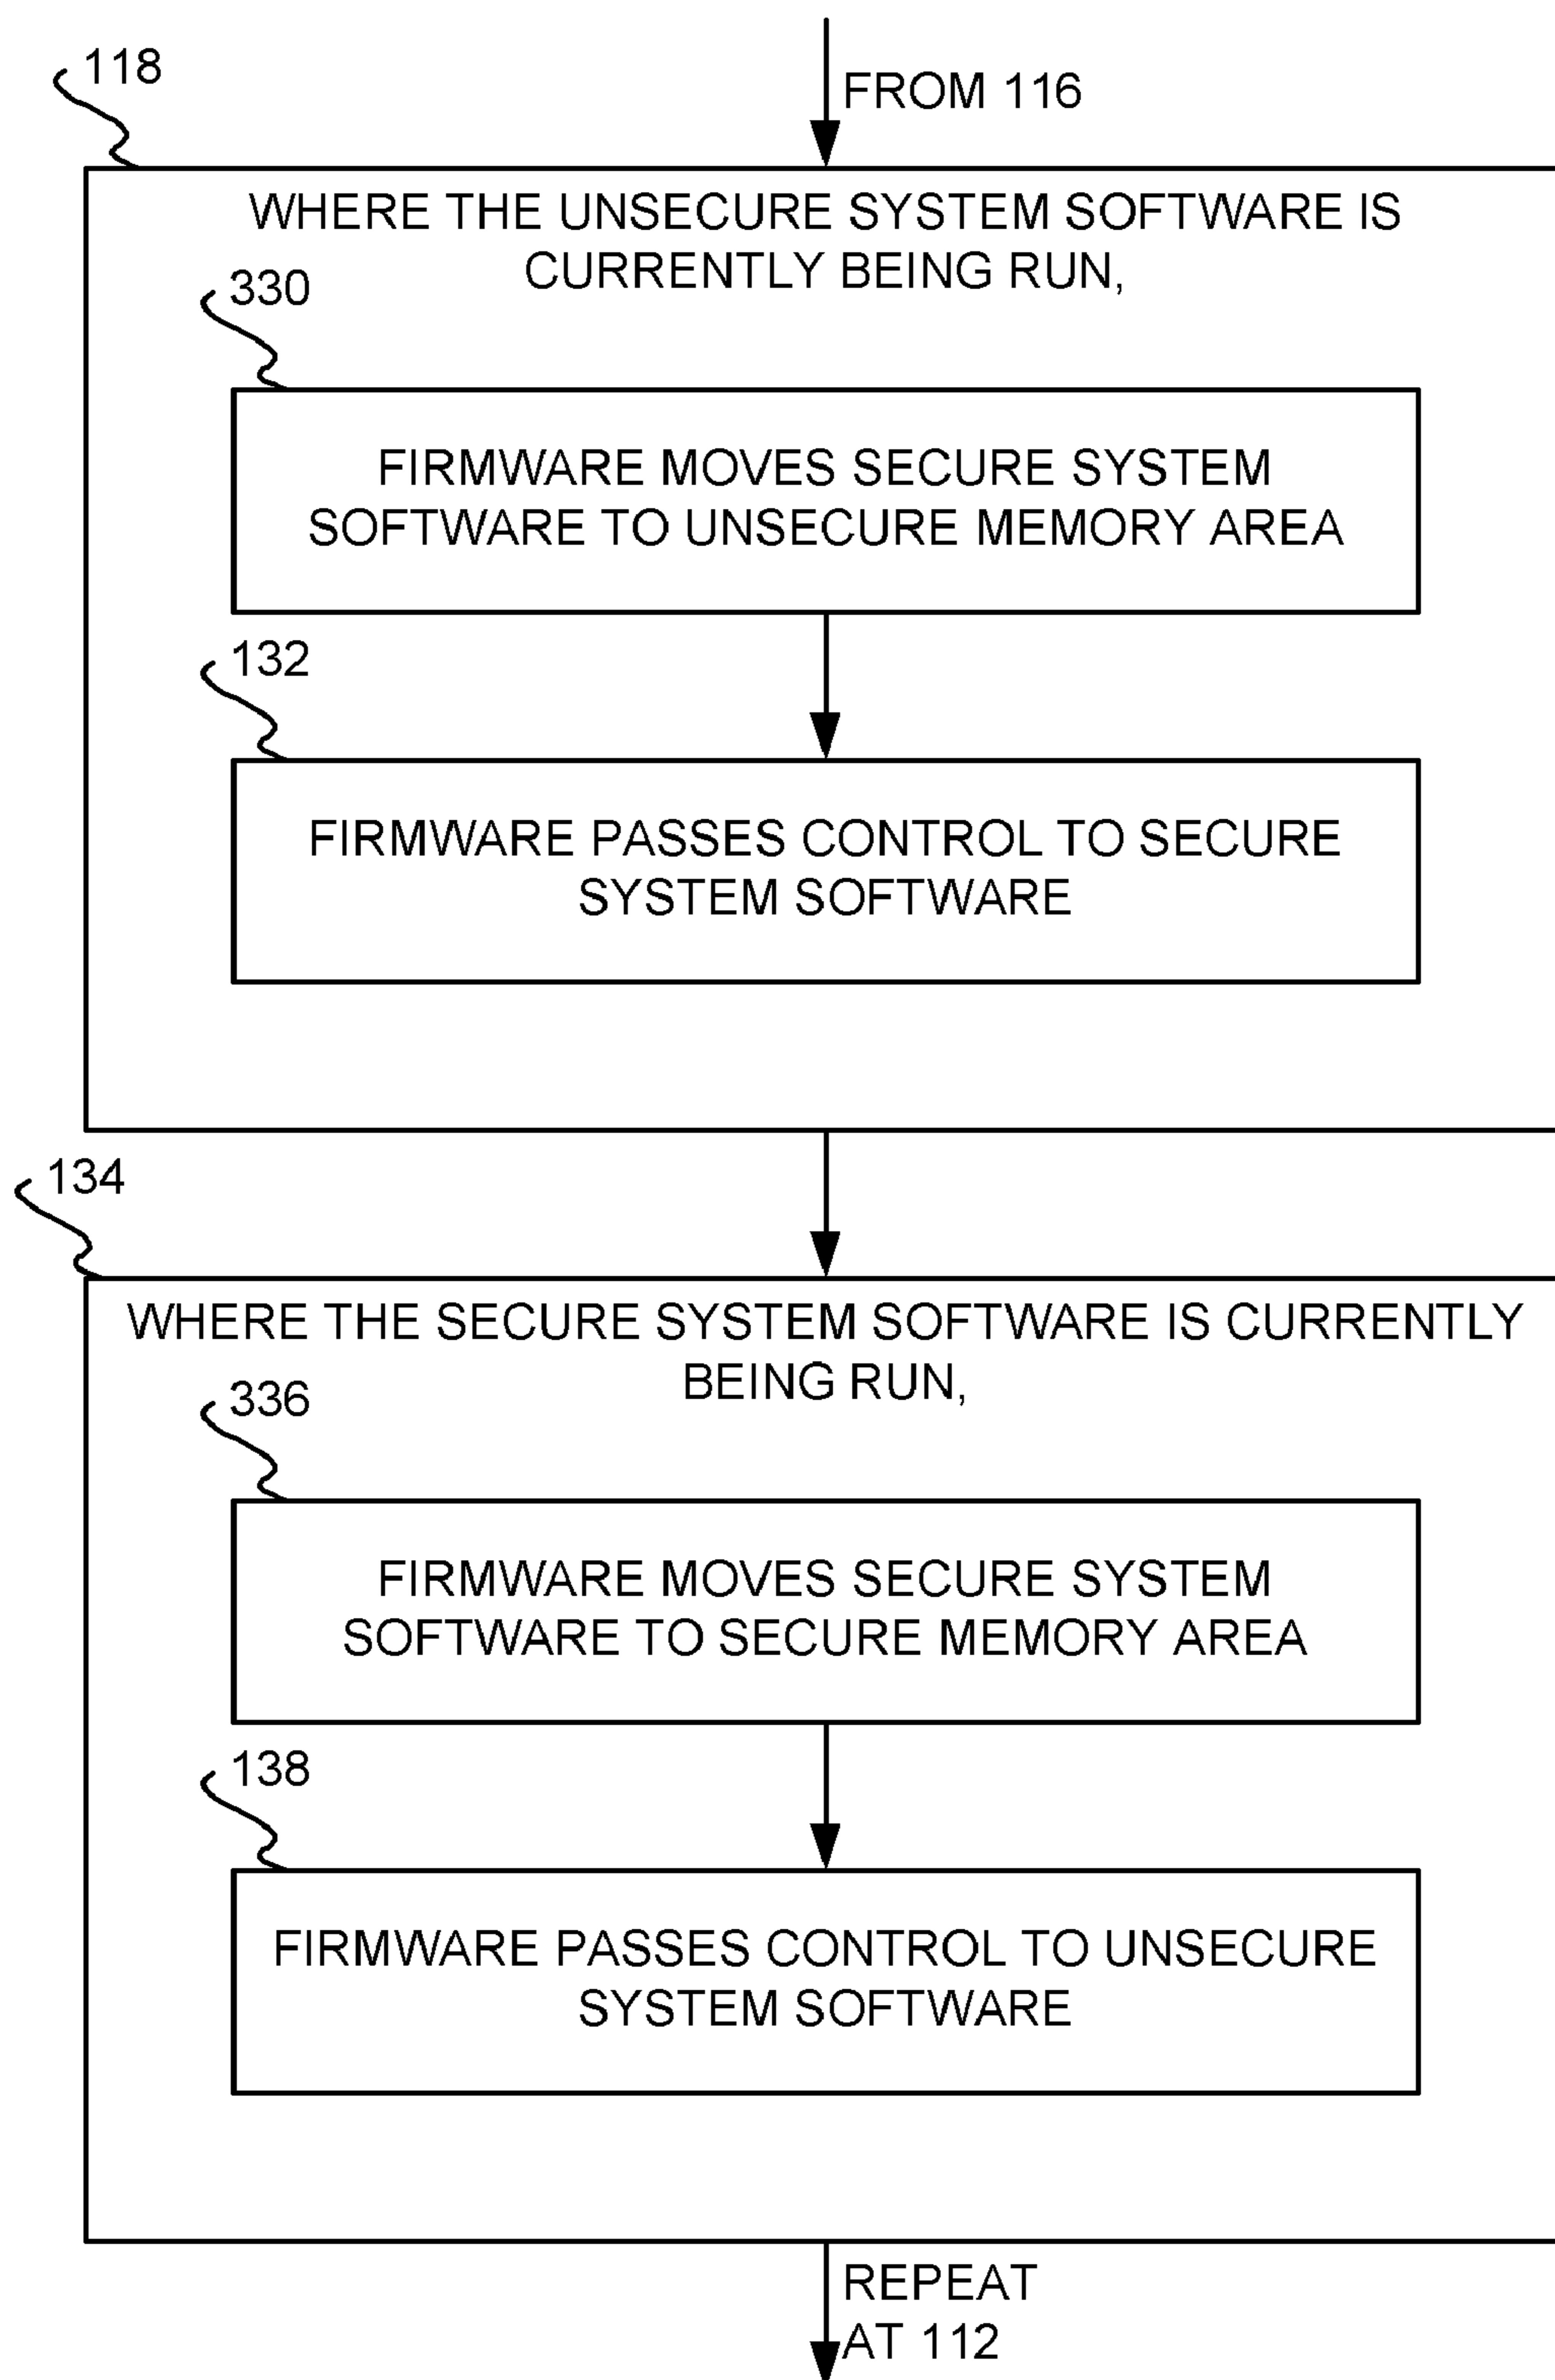 118
FROM 116
WHERE THE UNSECURE SYSTEM SOFTWARE IS
CURRENTLY BEING RUN,
330
FIRMWARE MOVES SECURE SYSTEM
SOFTWARE TO UNSECURE MEMORY AREA
132
FIRMWARE PASSES CONTROL TO SECURE
SYSTEM SOFTWARE
134
WHERE THE SECURE SYSTEM SOFTWARE IS CURRENTLY
BEING RUN,
336
FIRMWARE MOVES SECURE SYSTEM
SOFTWARE TO SECURE MEMORY AREA
138
FIRMWARE PASSES CONTROL TO UNSECURE
SYSTEM SOFTWARE
REPEAT
AT 112